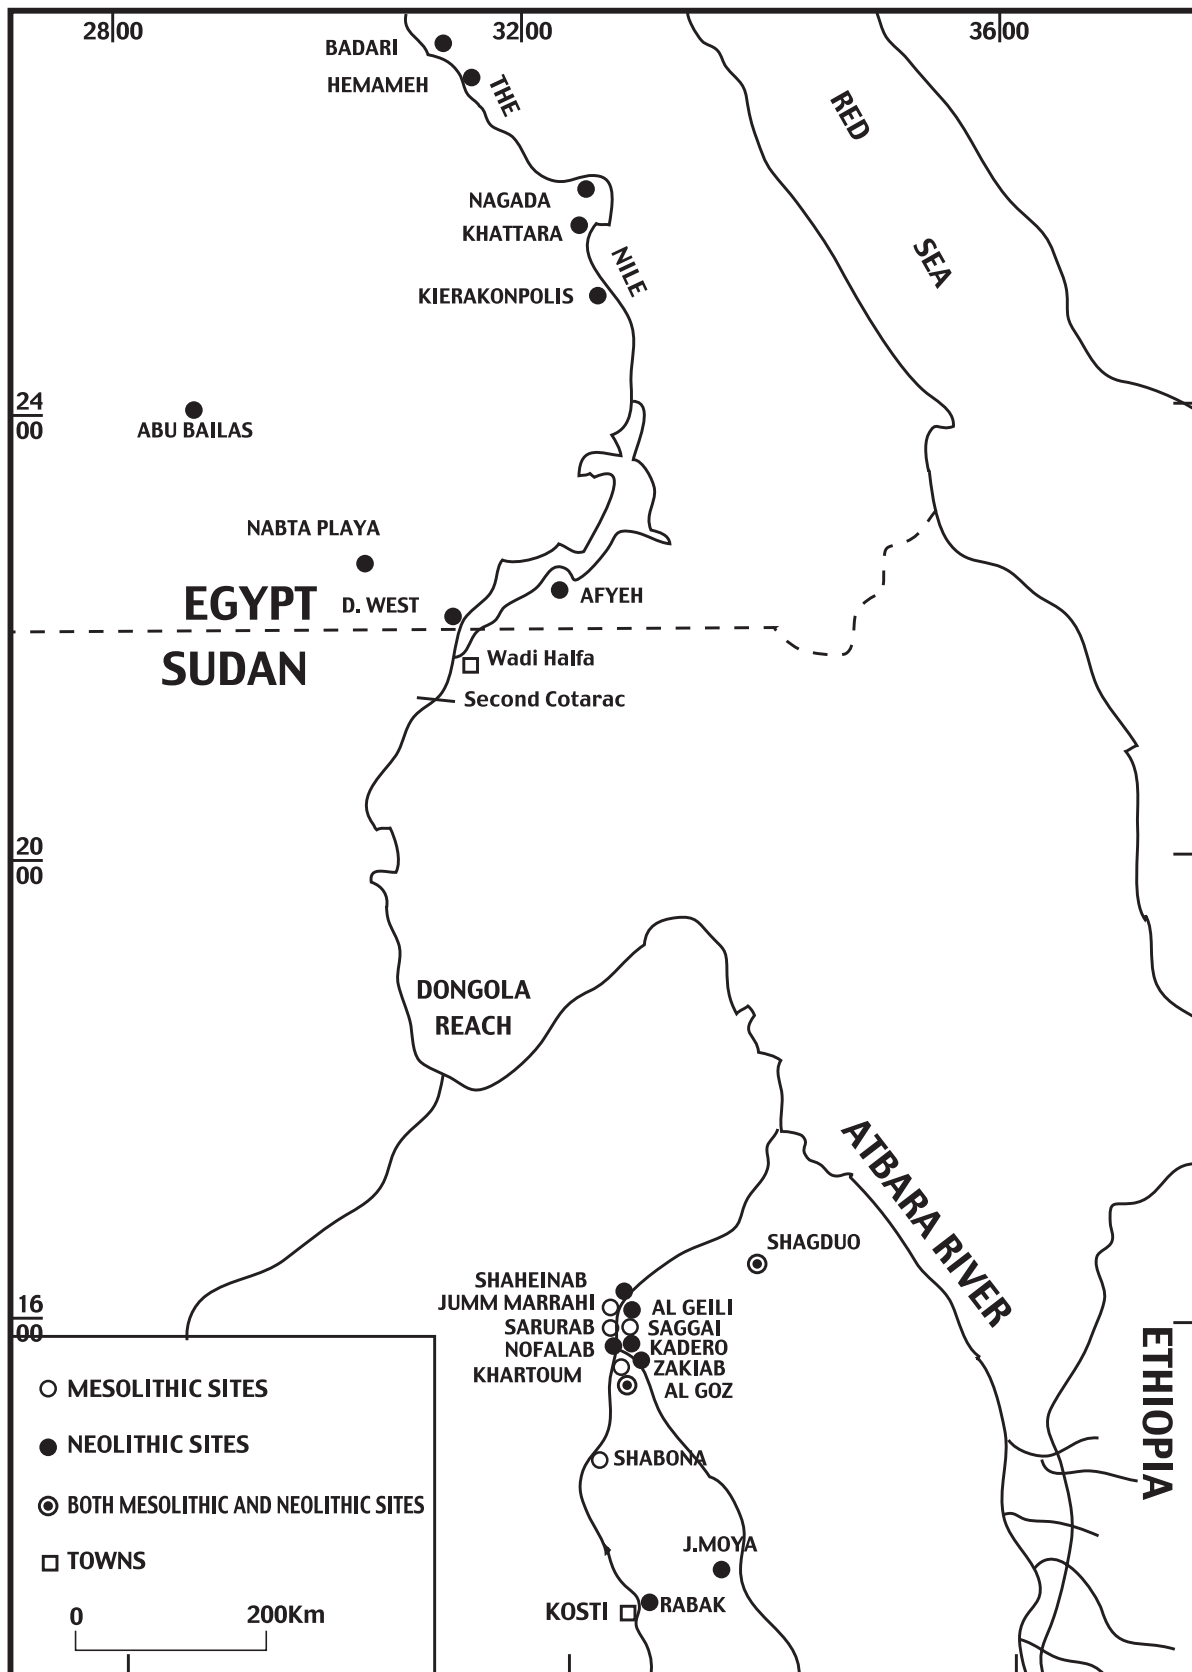 28 00
32 00
36 00
BADARI
HEMAMEH
THE
RED
NAGADA
KHATTARA
SEA
NILE
KIERAKONPOLIS
24
00
ABU BAILAS
NABTA PLAYA
EGYPT
D. WEST
AFYEH
SUDAN
Wadi Halfa
Second Cotarac
20
00
DONGOLA
REACH
ATBARA RIVER
SHAGDUO
SHAHEINAB
JUMM MARRAHI
AL GEILI
16
00
SARURAB
SAGGAI
NOFALAB
KADERO
KHARTOUM
ZAKIAB
AL GOZ
ETHIOPIA
MESOLITHIC SITES
NEOLITHIC SITES
SHABONA
BOTH MESOLITHIC AND NEOLITHIC SITES
J.MOYA
TOWNS
KOSTI
RABAK
0
200Km